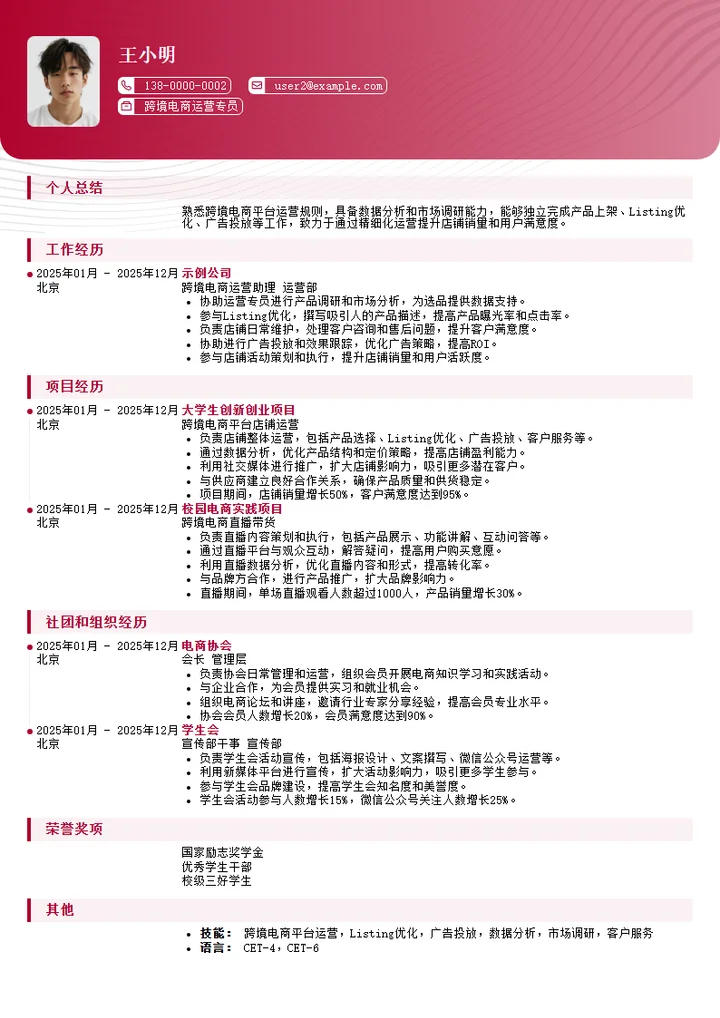 王小明
138-0000-0002
user2@example.com
跨境电商运营专员
个人总结
熟悉跨境电商平台运营规则，具备数据分析和市场调研能力，能够独立完成产品上架、Listing优
化、广告投放等工作，致力于通过精细化运营提升店铺销量和用户满意度。
工作经历
2025年01月 - 2025年12月 示例公司
北京 跨境电商运营助理 运营部
• 协助运营专员进行产品调研和市场分析，为选品提供数据支持。
• 参与Listing优化，撰写吸引人的产品描述，提高产品曝光率和点击率。
• 负责店铺日常维护，处理客户咨询和售后问题，提升客户满意度。
• 协助进行广告投放和效果跟踪，优化广告策略，提高ROI。
• 参与店铺活动策划和执行，提升店铺销量和用户活跃度。
项目经历
2025年01月 - 2025年12月 大学生创新创业项目
北京 跨境电商平台店铺运营
• 负责店铺整体运营，包括产品选择、Listing优化、广告投放、客户服务等。
• 通过数据分析，优化产品结构和定价策略，提高店铺盈利能力。
• 利用社交媒体进行推广，扩大店铺影响力，吸引更多潜在客户。
• 与供应商建立良好合作关系，确保产品质量和供货稳定。
• 项目期间，店铺销量增长50%，客户满意度达到95%。
2025年01月 - 2025年12月 校园电商实践项目
北京 跨境电商直播带货
• 负责直播内容策划和执行，包括产品展示、功能讲解、互动问答等。
• 通过直播平台与观众互动，解答疑问，提高用户购买意愿。
• 利用直播数据分析，优化直播内容和形式，提高转化率。
• 与品牌方合作，进行产品推广，扩大品牌影响力。
• 直播期间，单场直播观看人数超过1000人，产品销量增长30%。
社团和组织经历
2025年01月 - 2025年12月 电商协会
北京 会长 管理层
• 负责协会日常管理和运营，组织会员开展电商知识学习和实践活动。
• 与企业合作，为会员提供实习和就业机会。
• 组织电商论坛和讲座，邀请行业专家分享经验，提高会员专业水平。
• 协会会员人数增长20%，会员满意度达到90%。
2025年01月 - 2025年12月 学生会
北京 宣传部干事 宣传部
• 负责学生会活动宣传，包括海报设计、文案撰写、微信公众号运营等。
• 利用新媒体平台进行宣传，扩大活动影响力，吸引更多学生参与。
• 参与学生会品牌建设，提高学生会知名度和美誉度。
• 学生会活动参与人数增长15%，微信公众号关注人数增长25%。
荣誉奖项
国家励志奖学金
优秀学生干部
校级三好学生
其他
• 技能： 跨境电商平台运营，Listing优化，广告投放，数据分析，市场调研，客户服务
• 语言： CET-4，CET-6